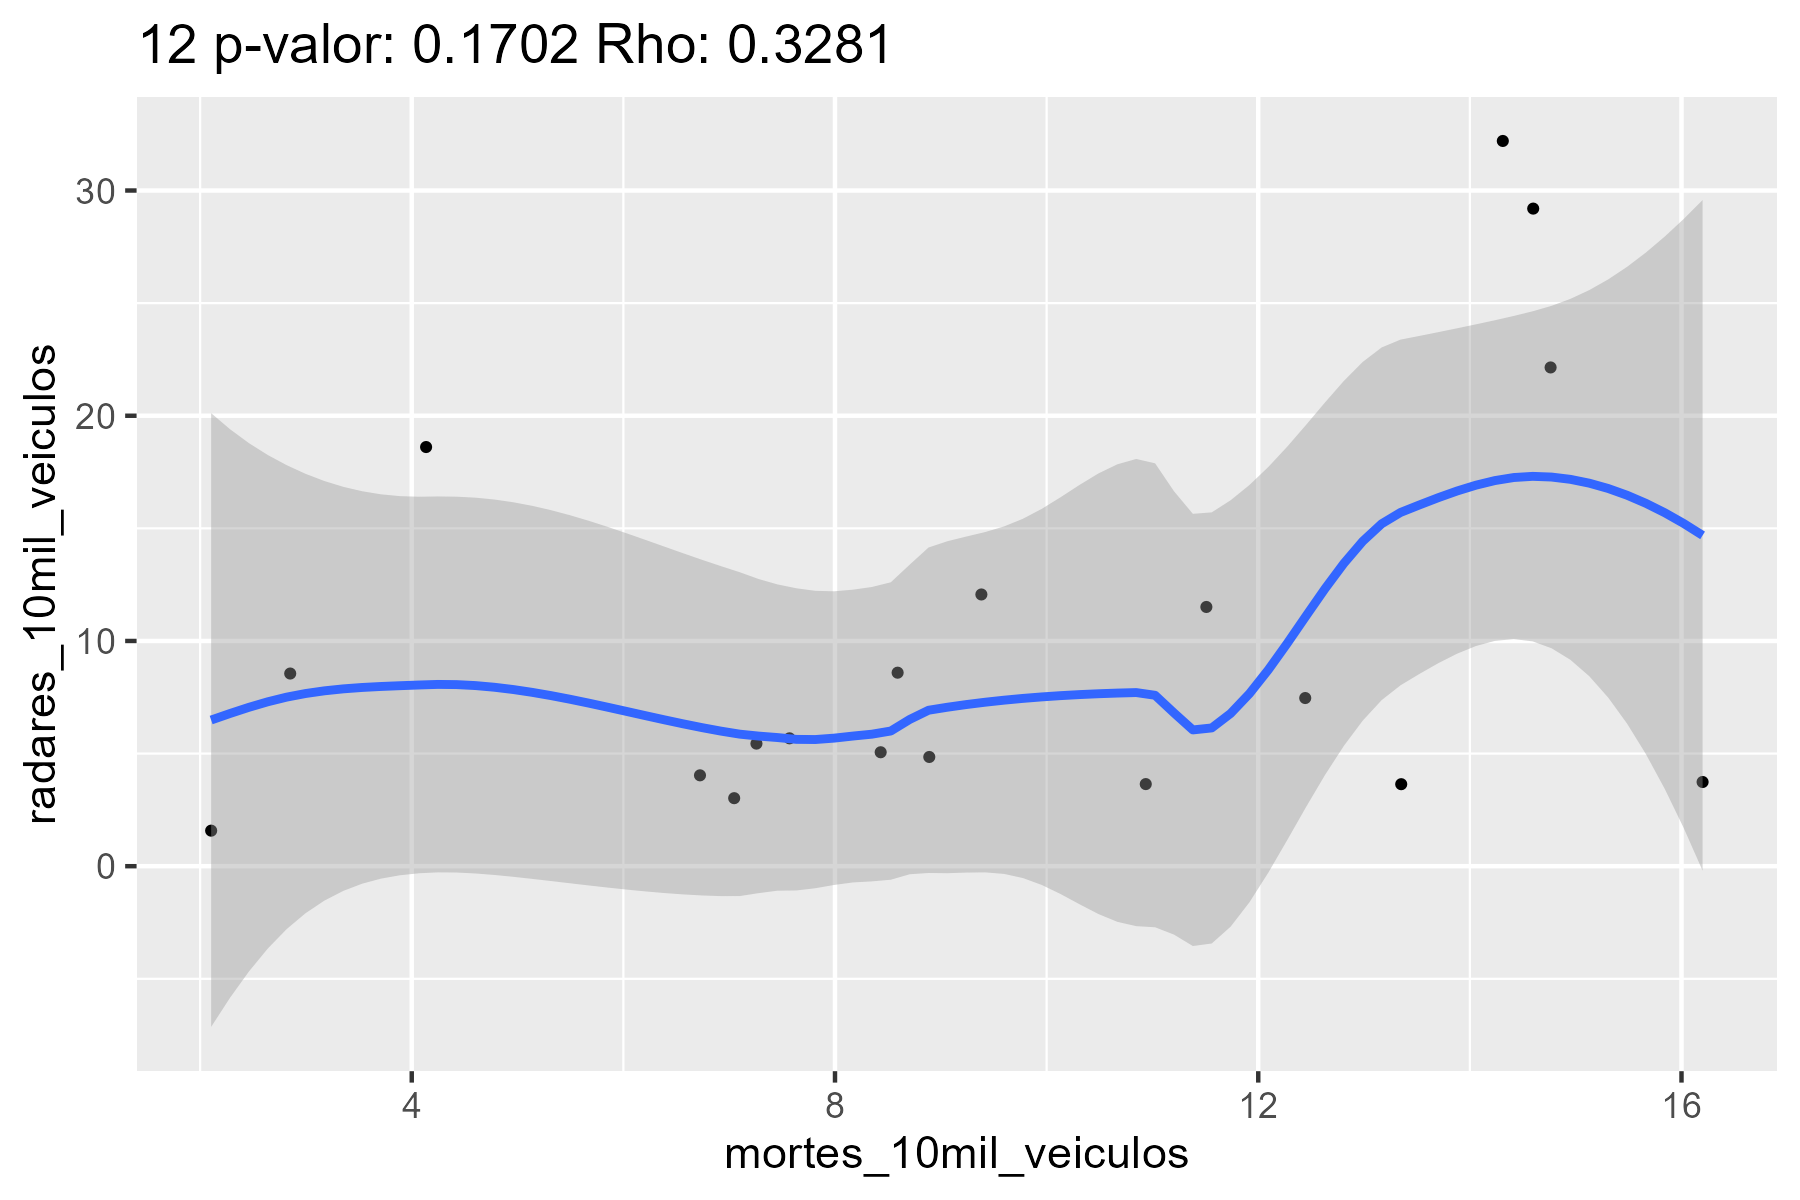 12 p-valor: 0.1702 Rho: 0.3281
radares_10mil_veiculos
30
20
10
0
4 8 12 16
mortes_10mil_veiculos